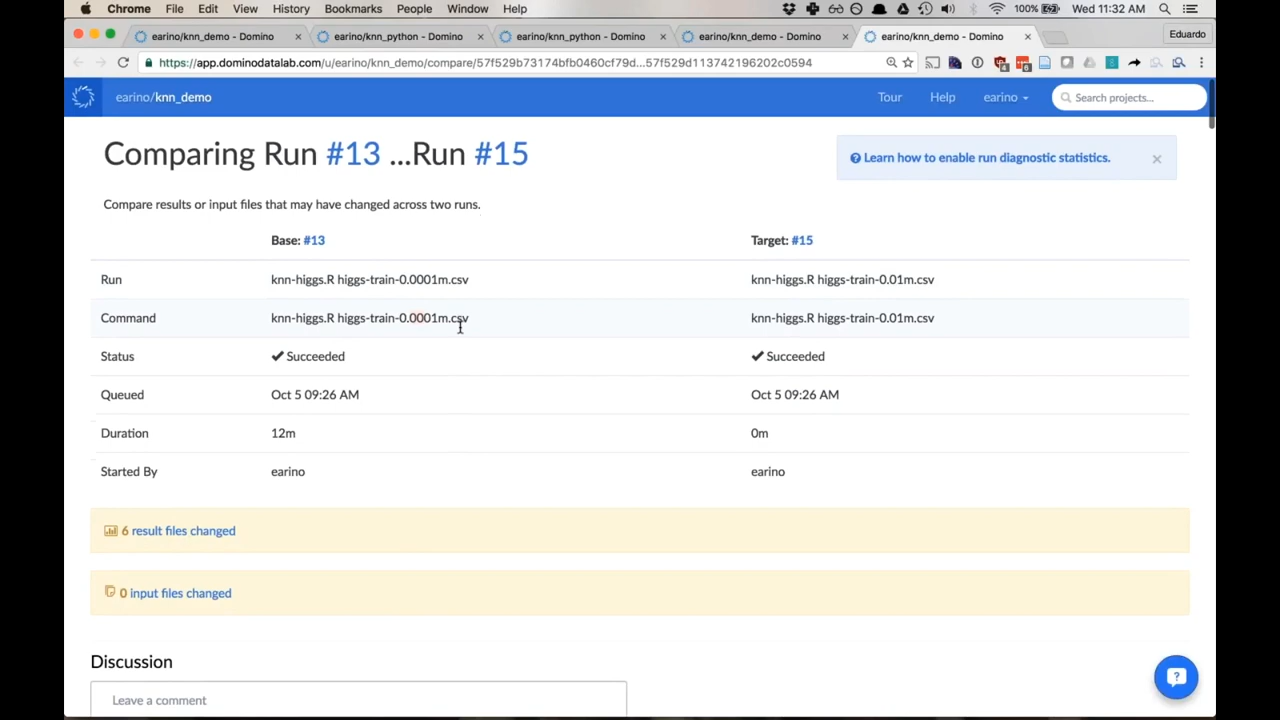 Chrome File Edit View History Bookmarks People Window Help 100% Wed 11:32 AM
earino/knn_demo - Domino × earino/knn_python - Domino × earino/knn_python - Domino × earino/knn_demo - Domino × earino/knn_demo - Domino × Eduardo
https://app.dominodatalab.com/u/earino/knn_demo/compare/57f529b73174bfb0460cf79d...57f529d113742196202c0594
earino/knn_demo Tour Help earino Search projects...
Comparing Run #13 ...Run #15
Learn how to enable run diagnostic statistics. ×
Compare results or input files that may have changed across two runs.
Base: #13 Target: #15
Run knn-higgs.R higgs-train-0.0001m.csv knn-higgs.R higgs-train-0.01m.csv
Command knn-higgs.R higgs-train-0.0001m.csv knn-higgs.R higgs-train-0.01m.csv
Status Succeeded Succeeded
Queued Oct 5 09:26 AM Oct 5 09:26 AM
Duration 12m 0m
Started By earino earino
6 result files changed
0 input files changed
Discussion
Leave a comment